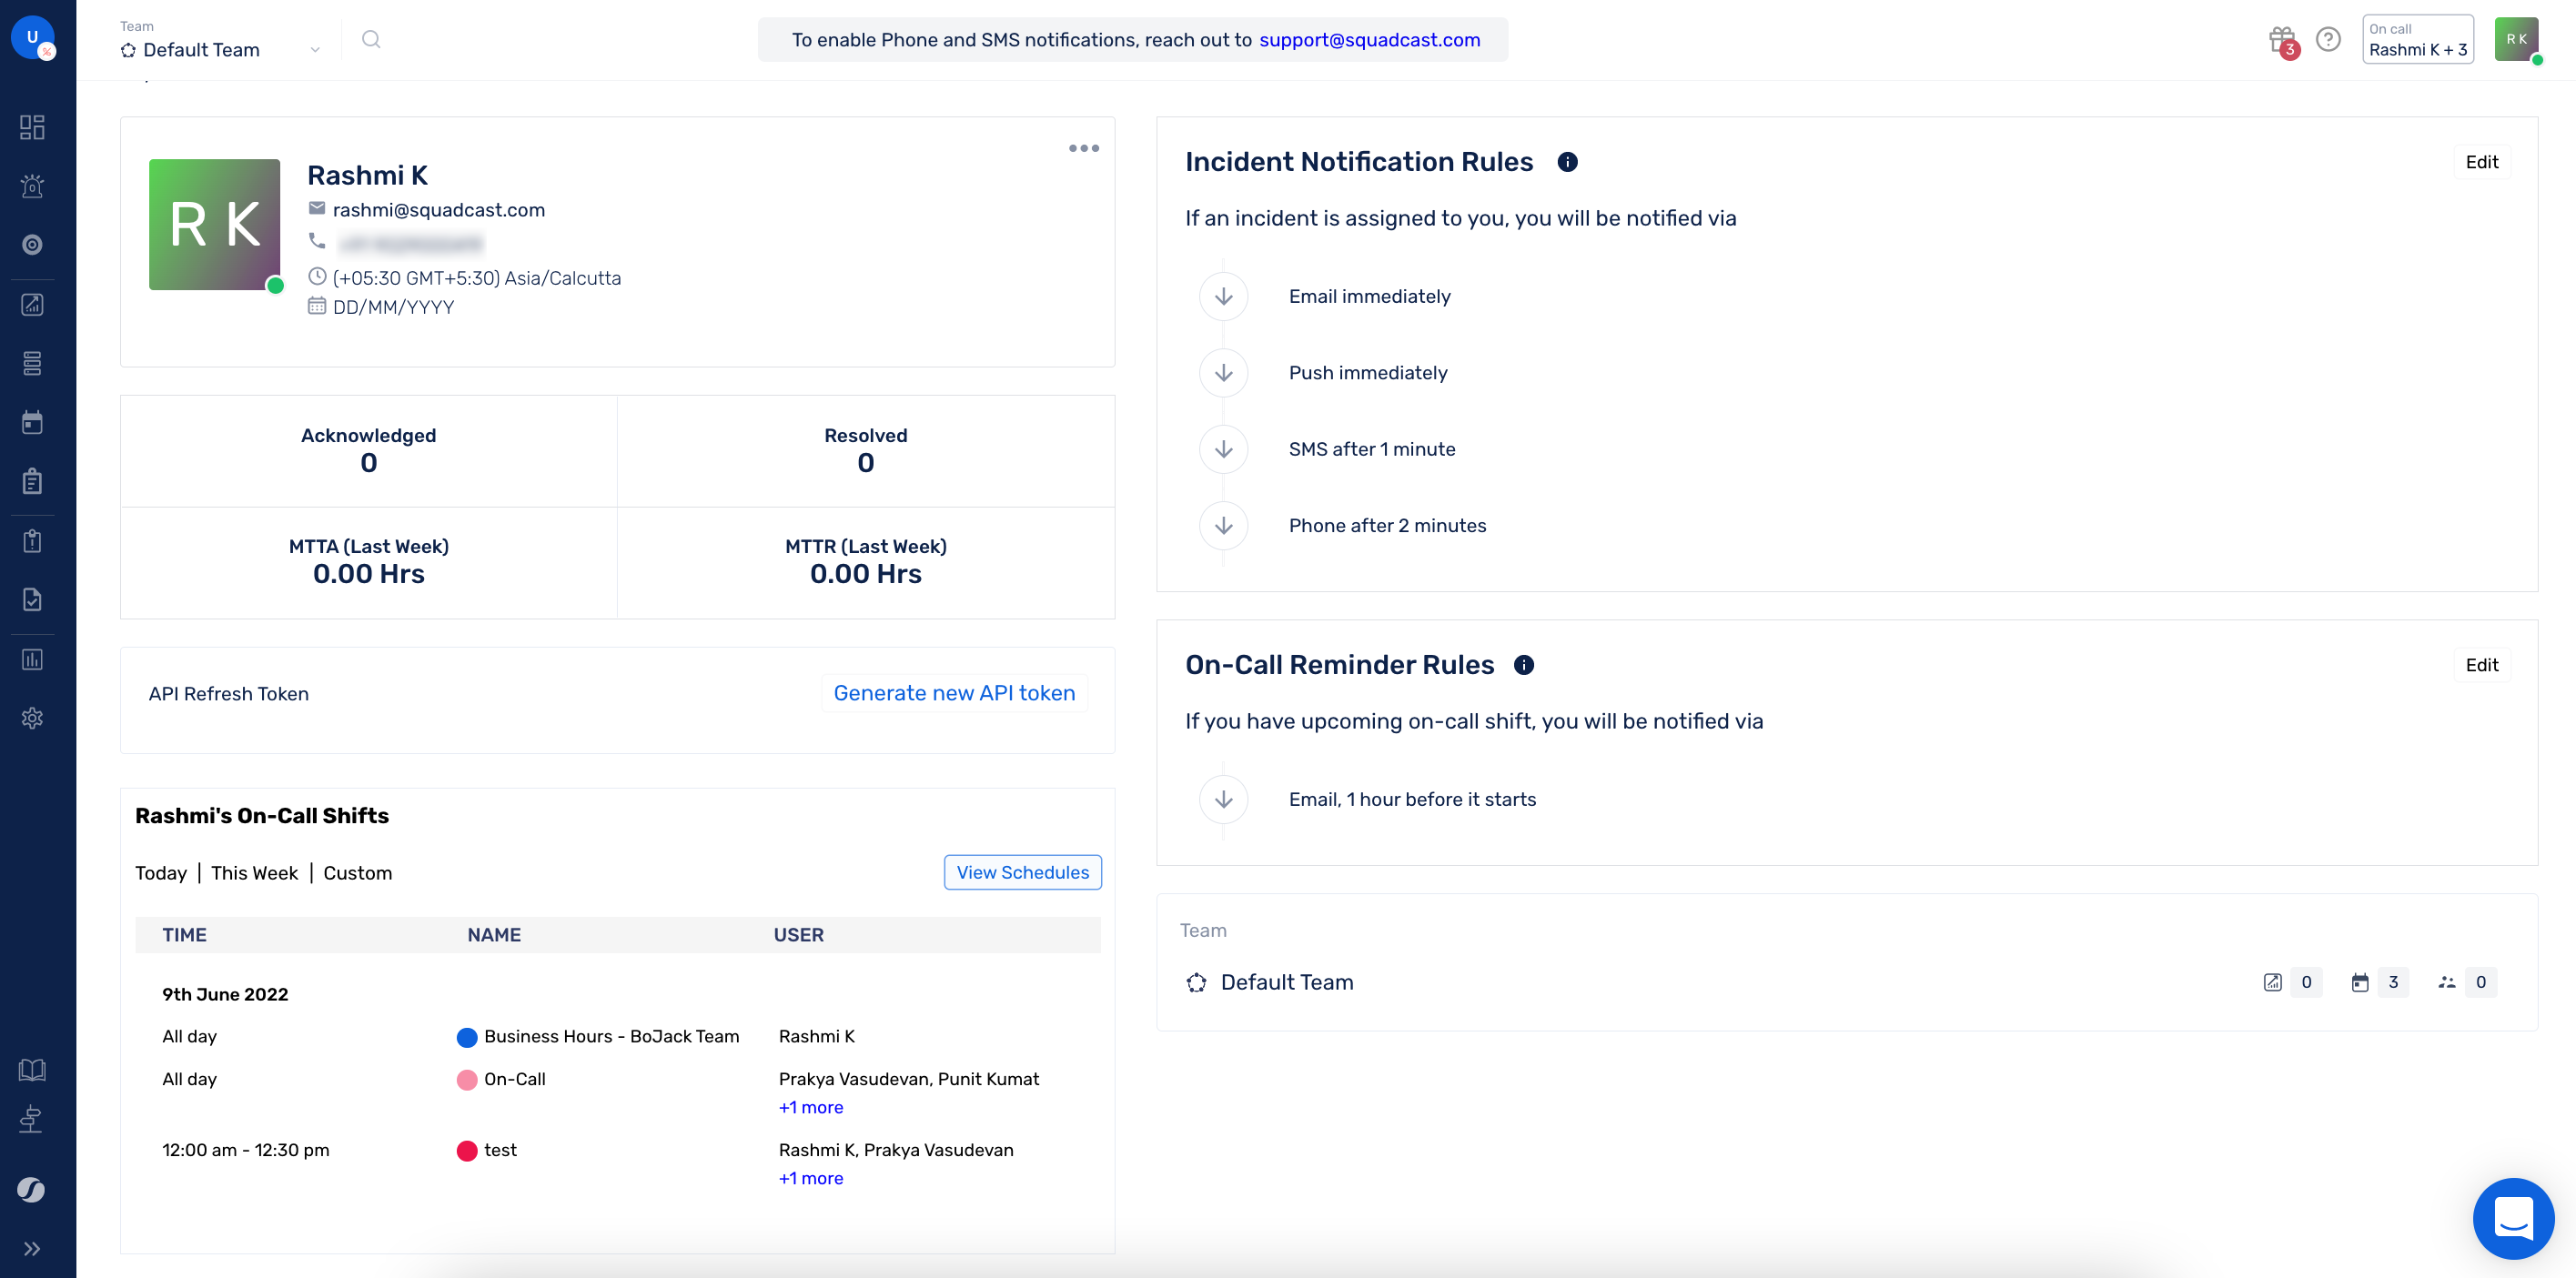 U
Team
Default Team
To enable Phone and SMS notifications, reach out to support@squadcast.com
3
On call
Rashmi K + 3
R K
R K
Rashmi K
rashmi@squadcast.com
(+05:30 GMT+5:30) Asia/Calcutta
DD/MM/YYYY
Acknowledged
0
Resolved
0
MTTA (Last Week)
0.00 Hrs
MTTR (Last Week)
0.00 Hrs
API Refresh Token
Generate new API token
Rashmi's On-Call Shifts
Today | This Week | Custom
View Schedules
TIME NAME USER
9th June 2022
All day Business Hours - BoJack Team Rashmi K
All day On-Call Prakya Vasudevan, Punit Kumat
+1 more
12:00 am - 12:30 pm test Rashmi K, Prakya Vasudevan
+1 more
Incident Notification Rules
Edit
If an incident is assigned to you, you will be notified via
Email immediately
Push immediately
SMS after 1 minute
Phone after 2 minutes
On-Call Reminder Rules
Edit
If you have upcoming on-call shift, you will be notified via
Email, 1 hour before it starts
Team
Default Team
0 3 0